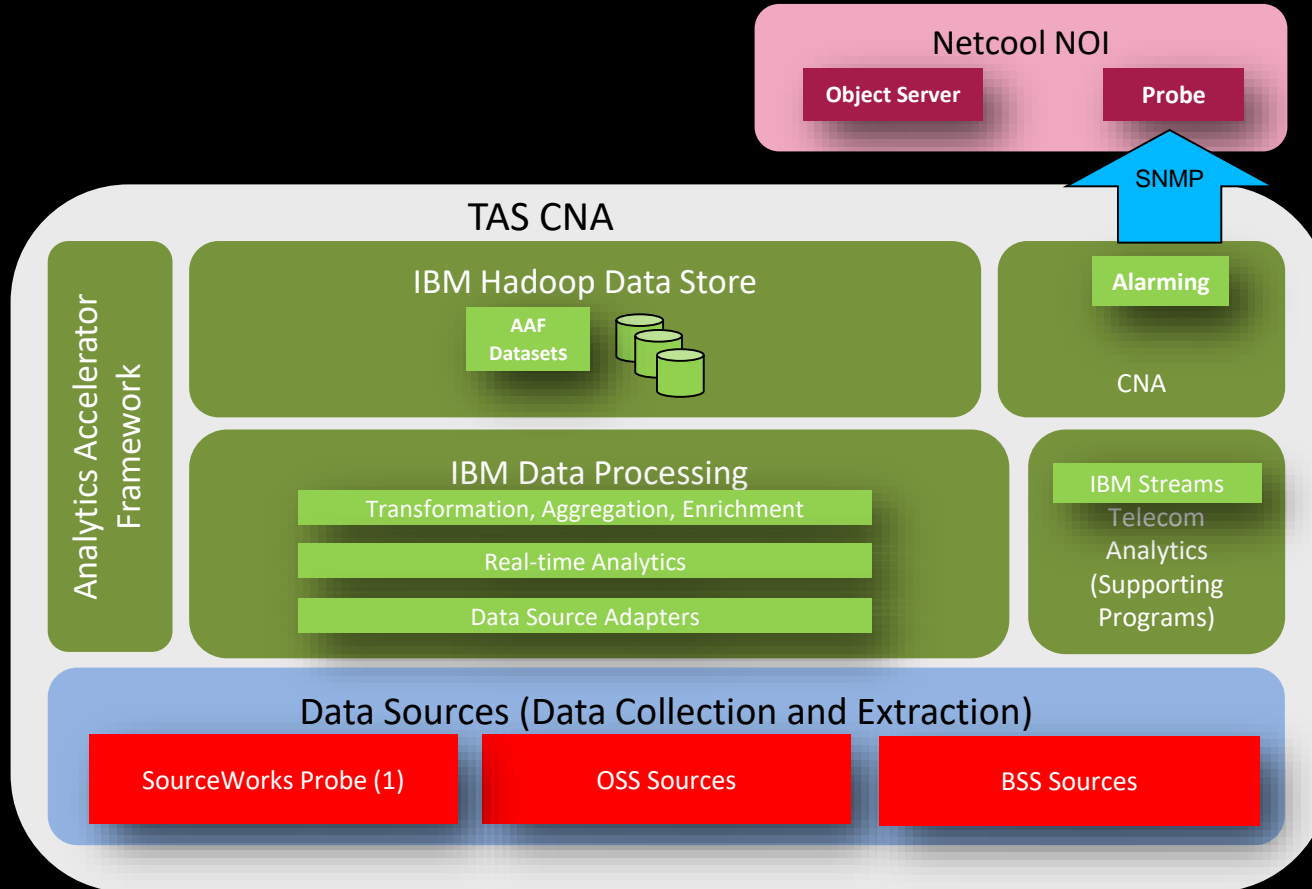 Netcool NOI
Object Server
Probe
SNMP
TAS CNA
Analytics Accelerator
Framework
IBM Hadoop Data Store
AAF
Datasets
Alarming
CNA
IBM Data Processing
Transformation, Aggregation, Enrichment
Real-time Analytics
Data Source Adapters
IBM Streams
Telecom
Analytics
(Supporting
Programs)
Data Sources (Data Collection and Extraction)
SourceWorks Probe (1)
OSS Sources
BSS Sources